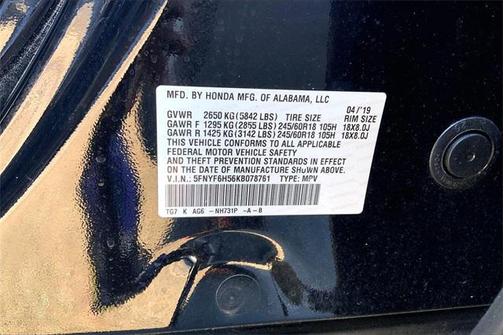 MFD. BY HONDA MFG. OF ALABAMA, LLC
GVWR 2650 KG(5842 LBS) TIRE SIZE 04/'19 RIM SIZE
GAWR F 1295 KG(2855 LBS) 245/60R18 105H 18X8.0J
GAWR R 1425 KG(3142 LBS) 245/60R18 105H 18X8.0J
THIS VEHICLE CONFORMS TO ALL APPLICABLE
FEDERAL MOTOR VEHICLE SAFETY
AND THEFT PREVENTION STANDARDS IN EFFECT
ON THE DATE OF MANUFACTURE SHOWN ABOVE.
V.I.N.: 5FNYF6H56KB078761 TYPE: MPV
TG7 K AG6 -NH731P -A-B